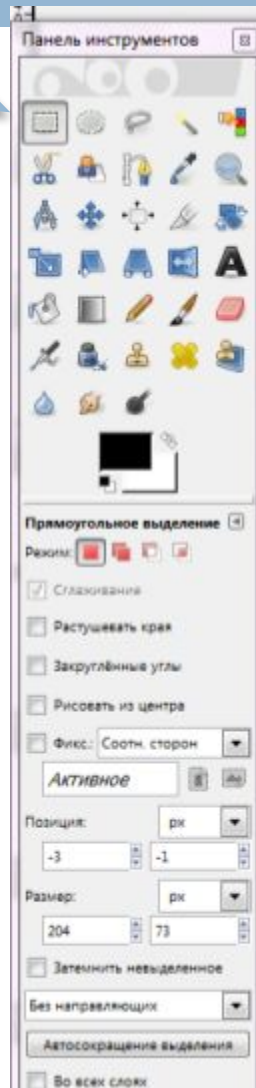 Панель инструментов
Прямоугольное выделение
Режим:
Сглаживание
Растушевать края
Закруглённые углы
Рисовать из центра
Фикс.: Соотн. сторон
Активное
Позиция: px
-3 -1
Размер: px
204 73
Затемнить невыделенное
Без направляющих
Автосокращение выделения
Во всех слоях